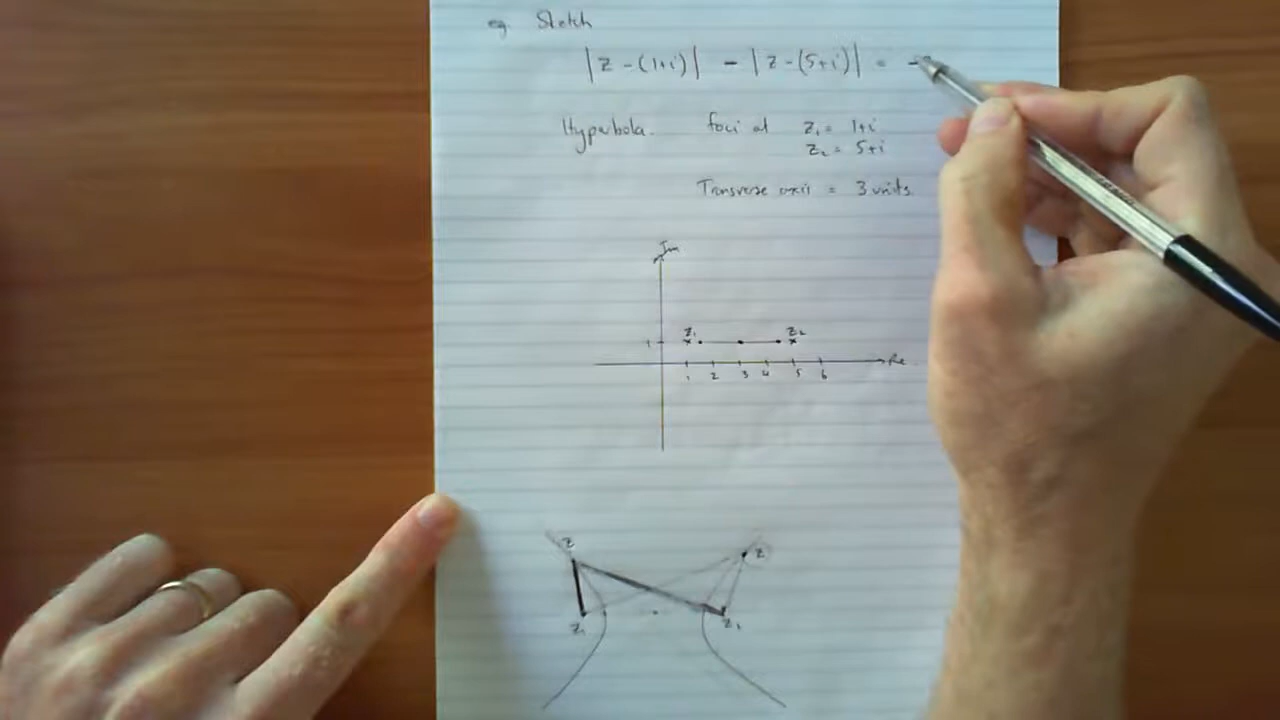 eg. Sketch
|z - (1+i)| - |z - (5+i)| = -
Hyperbola. foci at z₁ = 1+i
z₂ = 5+i
Transverse axis = 3 units
Im
z₁ z₂
1
Re
1 2 3 4 5 6
z z
z₁ z₂